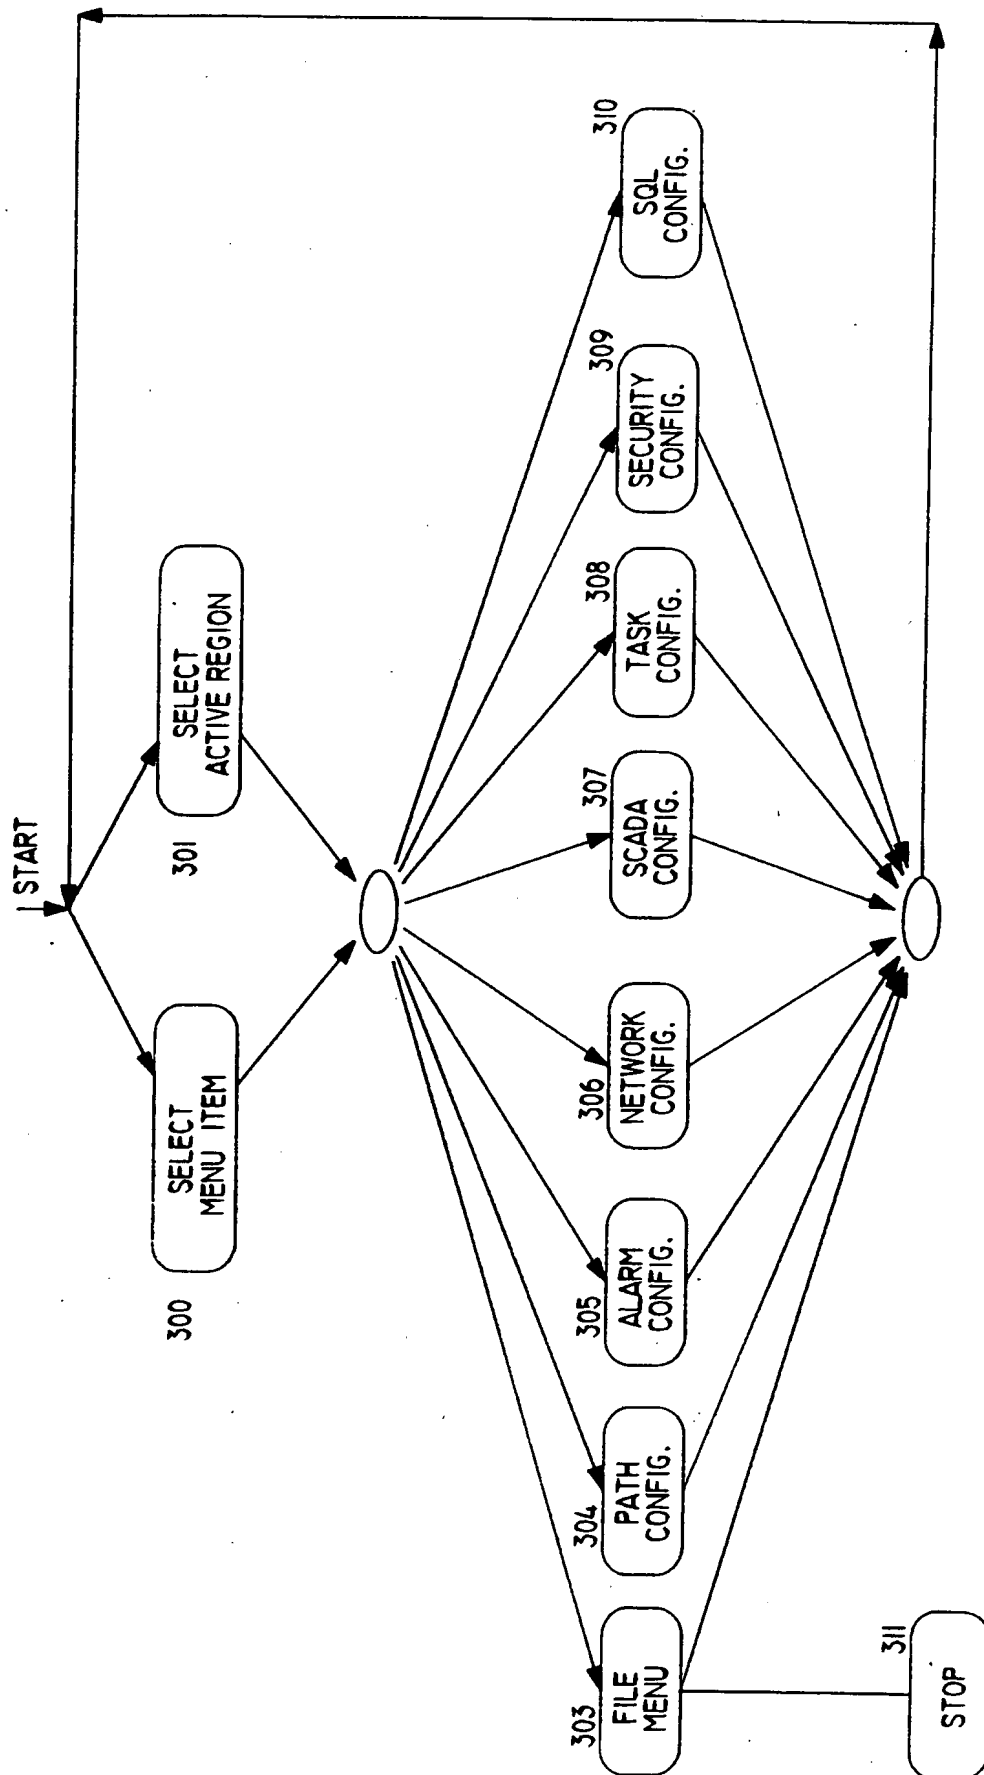 START
300
SELECT
MENU ITEM
301
SELECT
ACTIVE REGION
303
FILE
MENU
304
PATH
CONFIG.
305
ALARM
CONFIG.
306
NETWORK
CONFIG.
307
SCADA
CONFIG.
308
TASK
CONFIG.
309
SECURITY
CONFIG.
310
SQL
CONFIG.
311
STOP